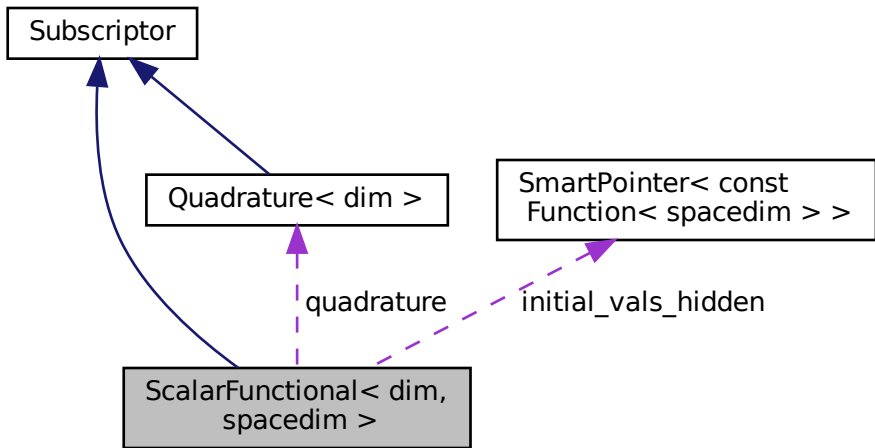 Subscriptor
Quadrature< dim >
SmartPointer< const
Function< spacedim > >
quadrature
initial_vals_hidden
ScalarFunctional< dim,
spacedim >